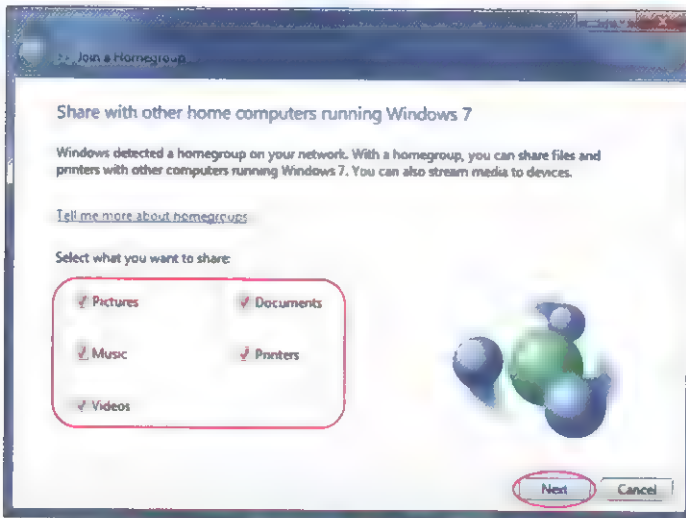 Join a Homegroup
Share with other home computers running Windows 7
Windows detected a homegroup on your network. With a homegroup, you can share files and
printers with other computers running Windows 7. You can also stream media to devices.
Tell me more about homegroups
Select what you want to share:
Pictures Documents
Music Printers
Videos
Next Cancel